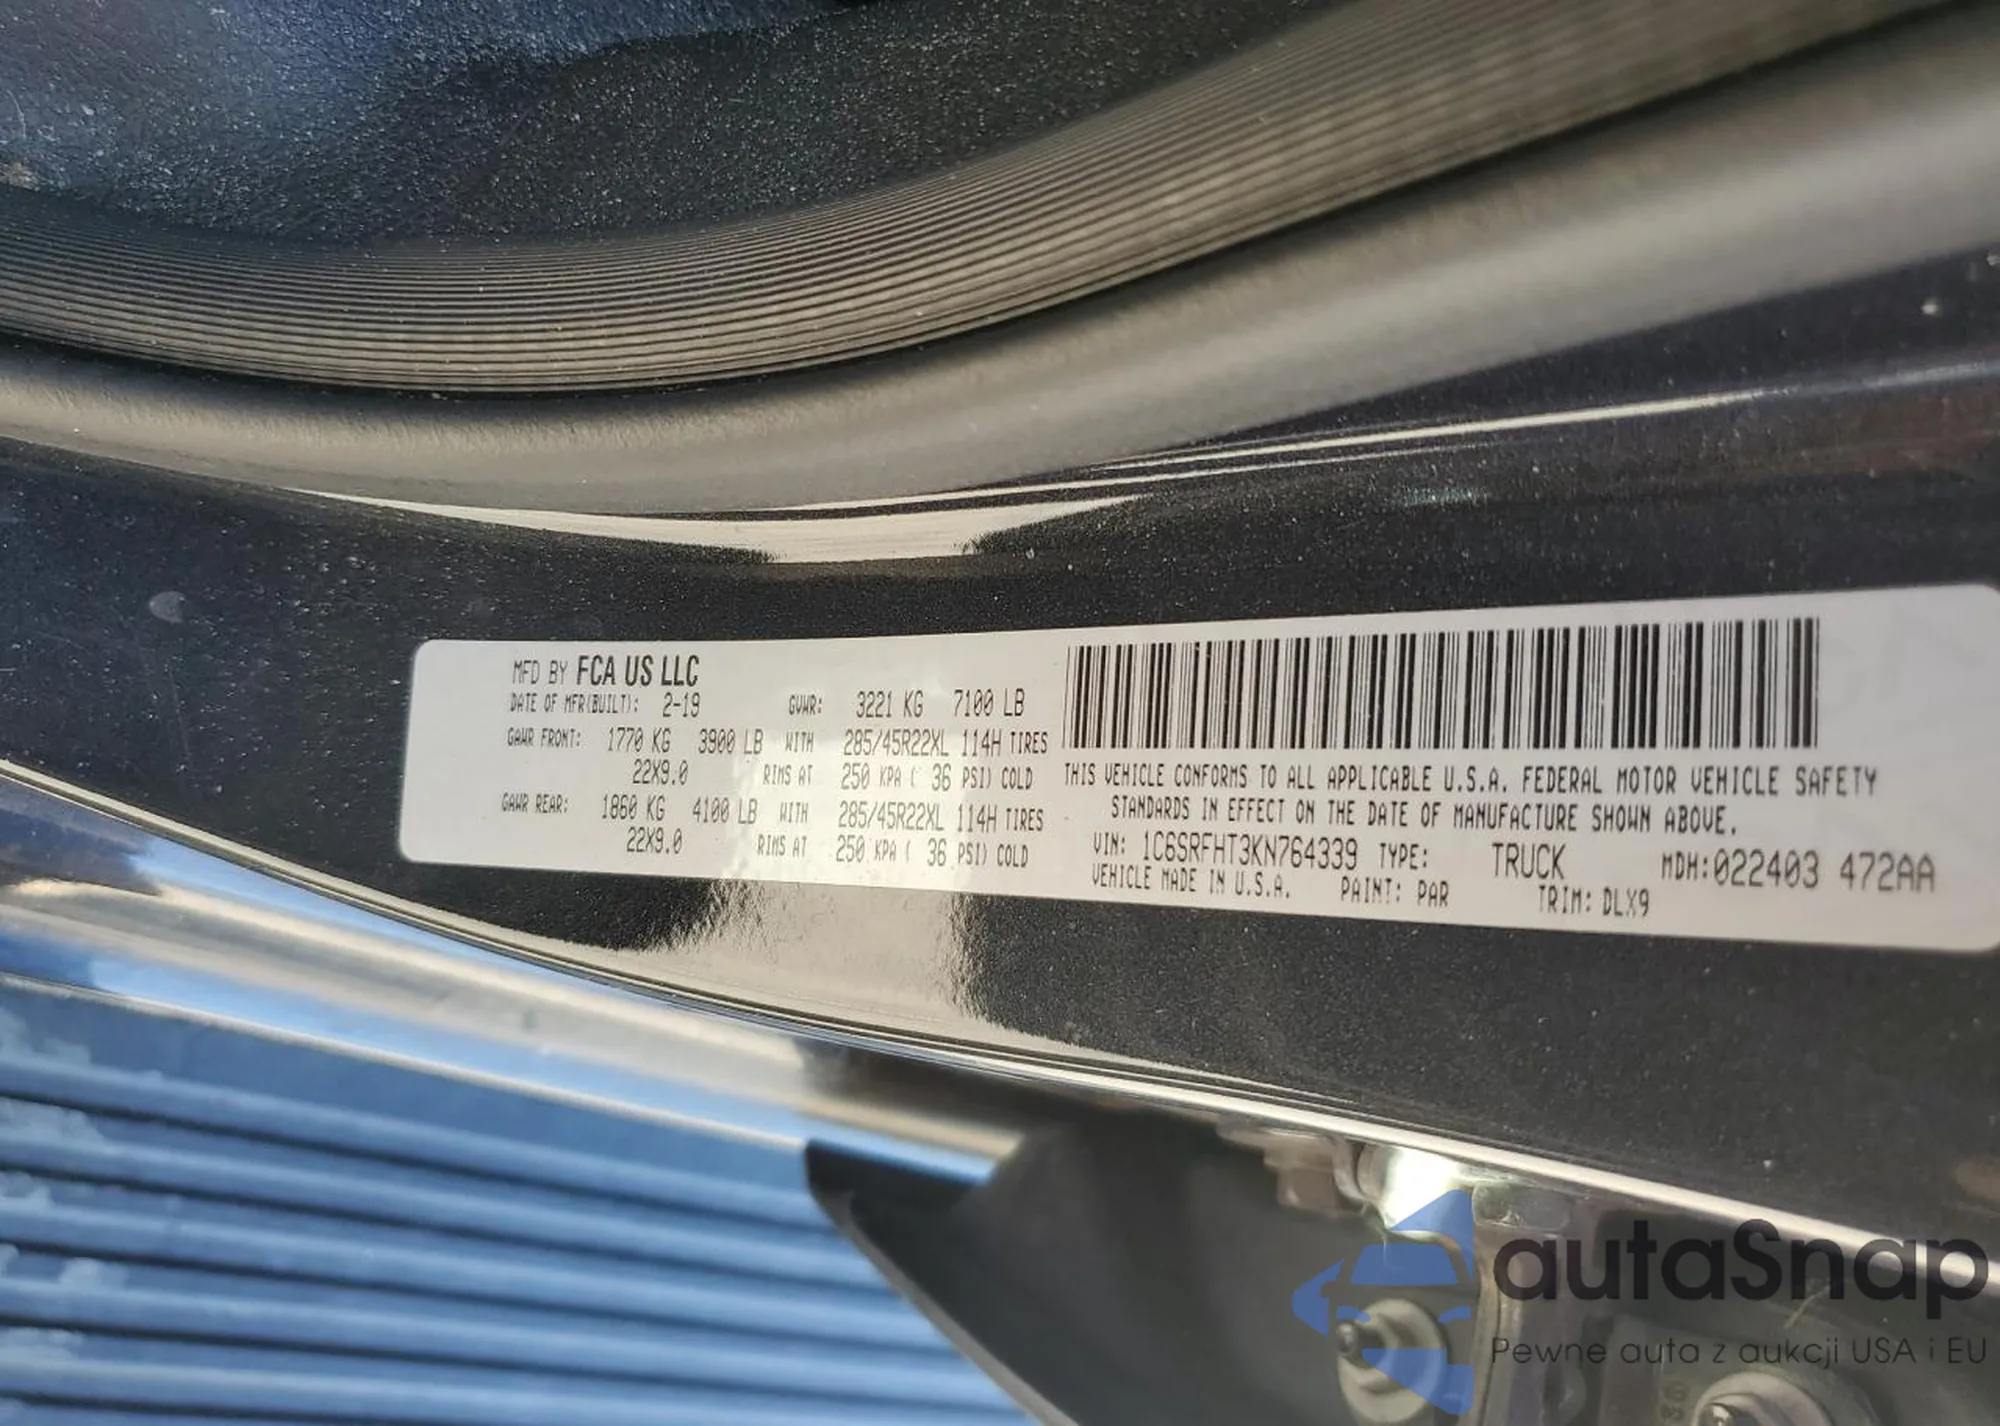 MFD BY FCA US LLC
DATE OF MFR(BUILT): 2-19 GVWR: 3221 KG 7100 LB
GAWR FRONT: 1770 KG 3900 LB WITH 285/45R22XL 114H TIRES
22X9.0 RIMS AT 250 KPA ( 36 PSI) COLD
GAWR REAR: 1860 KG 4100 LB WITH 285/45R22XL 114H TIRES
22X9.0 RIMS AT 250 KPA ( 36 PSI) COLD
THIS VEHICLE CONFORMS TO ALL APPLICABLE U.S.A. FEDERAL MOTOR VEHICLE SAFETY
STANDARDS IN EFFECT ON THE DATE OF MANUFACTURE SHOWN ABOVE.
VIN: 1C6SRFHT3KN764339 TYPE: TRUCK MDH:022403 472AA
VEHICLE MADE IN U.S.A. PAINT: PAR TRIM: DLX9
autaSnap
Pewne auta z aukcji USA i EU